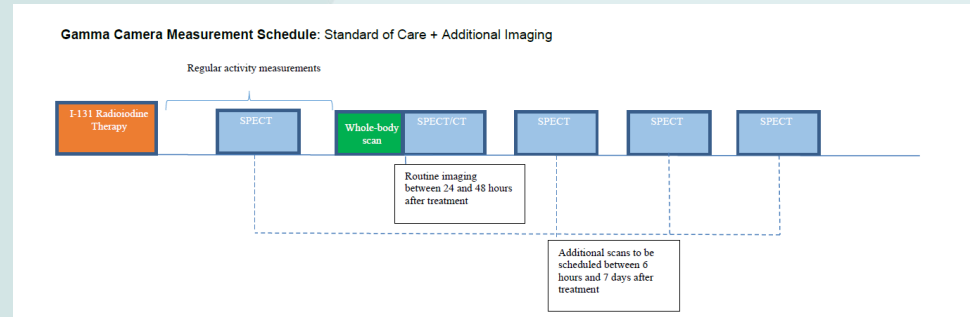 Gamma Camera Measurement Schedule: Standard of Care + Additional Imaging
Regular activity measurements
I-131 Radioiodine
Therapy
SPECT
Whole-body
scan
SPECT/CT
SPECT
SPECT
SPECT
Routine imaging
between 24 and 48 hours
after treatment
Additional scans to be
scheduled between 6
hours and 7 days after
treatment